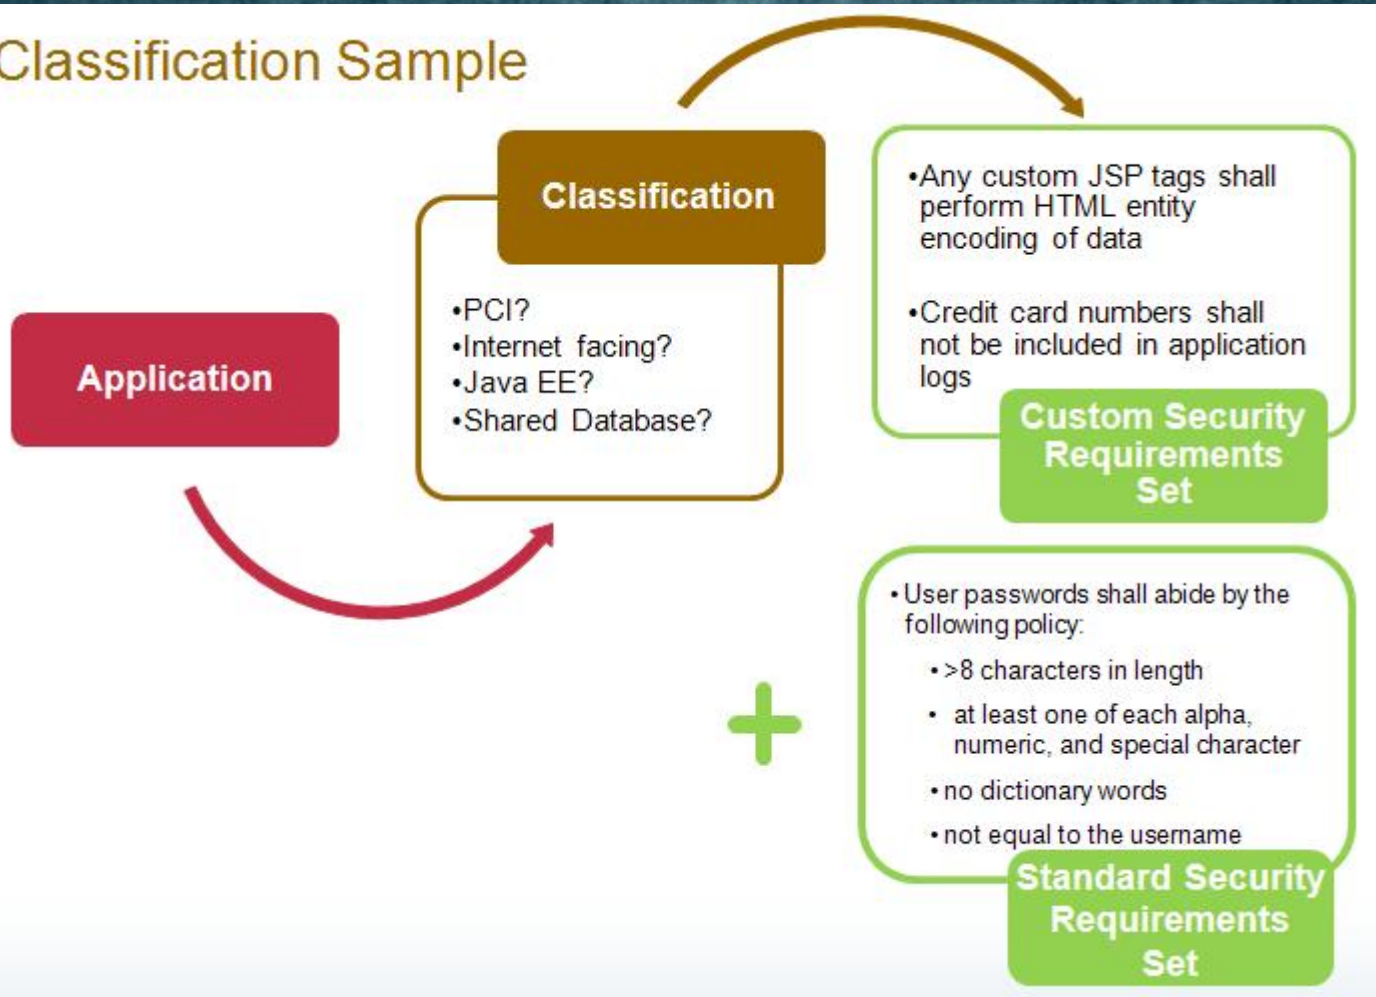 Classification Sample
Application
Classification
•PCI?
•Internet facing?
•Java EE?
•Shared Database?
•Any custom JSP tags shall
perform HTML entity
encoding of data
•Credit card numbers shall
not be included in application
logs
Custom Security
Requirements
Set
• User passwords shall abide by the
following policy:
• >8 characters in length
• at least one of each alpha,
numeric, and special character
• no dictionary words
• not equal to the username
Standard Security
Requirements
Set